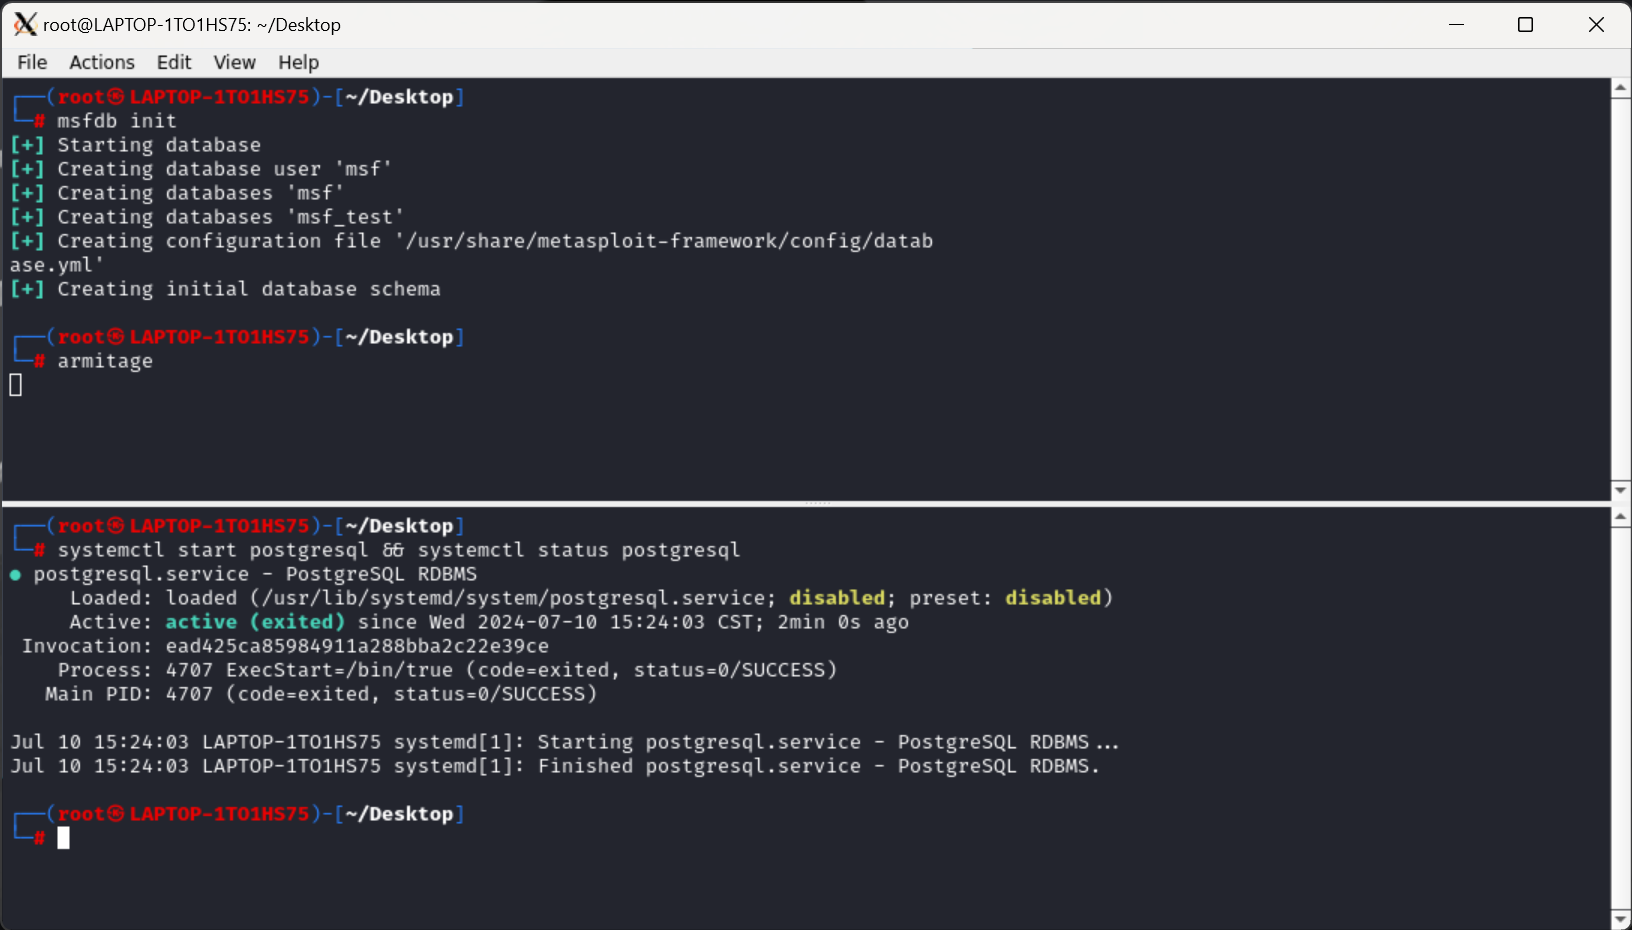 root@LAPTOP-1TO1HS75: ~/Desktop
File Actions Edit View Help
┌──(root㉿LAPTOP-1TO1HS75)-[~/Desktop]
└─# msfdb init
[+] Starting database
[+] Creating database user 'msf'
[+] Creating databases 'msf'
[+] Creating databases 'msf_test'
[+] Creating configuration file '/usr/share/metasploit-framework/config/datab
ase.yml'
[+] Creating initial database schema
┌──(root㉿LAPTOP-1TO1HS75)-[~/Desktop]
└─# armitage
┌──(root㉿LAPTOP-1TO1HS75)-[~/Desktop]
└─# systemctl start postgresql && systemctl status postgresql
● postgresql.service - PostgreSQL RDBMS
Loaded: loaded (/usr/lib/systemd/system/postgresql.service; disabled; preset: disabled)
Active: active (exited) since Wed 2024-07-10 15:24:03 CST; 2min 0s ago
Invocation: ead425ca85984911a288bba2c22e39ce
Process: 4707 ExecStart=/bin/true (code=exited, status=0/SUCCESS)
Main PID: 4707 (code=exited, status=0/SUCCESS)
Jul 10 15:24:03 LAPTOP-1TO1HS75 systemd[1]: Starting postgresql.service - PostgreSQL RDBMS...
Jul 10 15:24:03 LAPTOP-1TO1HS75 systemd[1]: Finished postgresql.service - PostgreSQL RDBMS.
┌──(root㉿LAPTOP-1TO1HS75)-[~/Desktop]
└─#